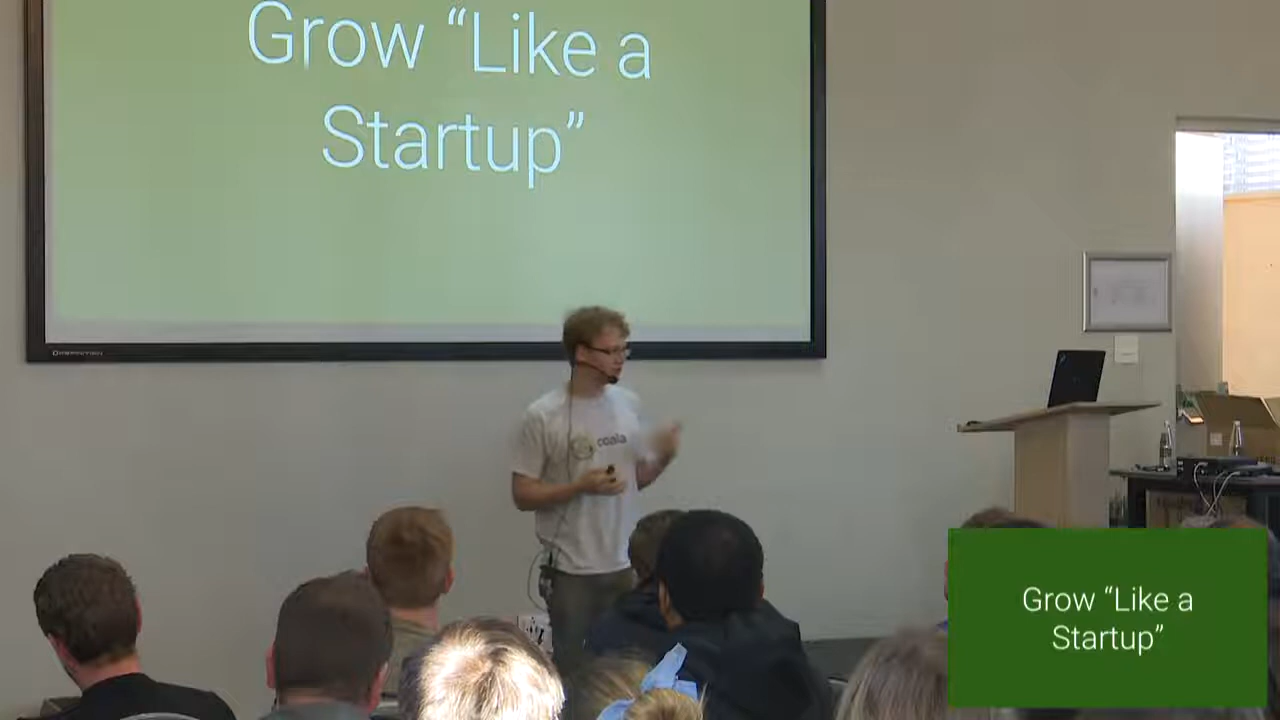 Grow “Like a
Startup”
coala
Grow “Like a
Startup”